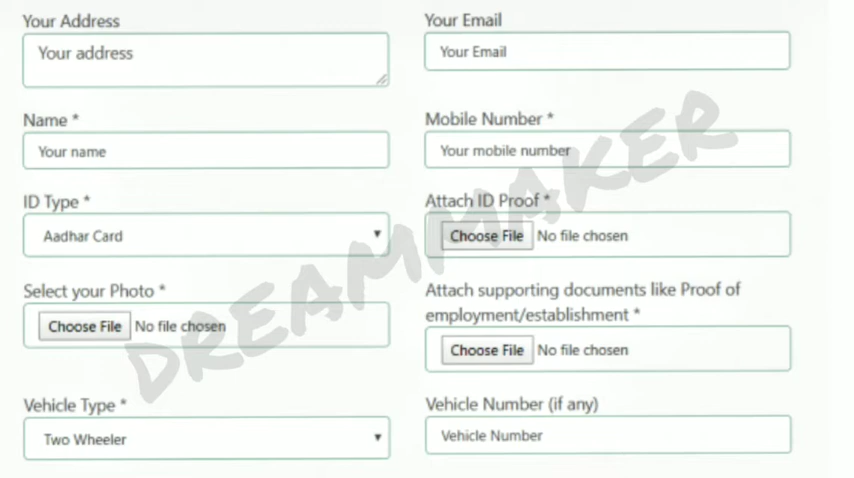 Your Address
Your address
Your Email
Your Email
Name *
Your name
Mobile Number *
Your mobile number
ID Type *
Aadhar Card
Attach ID Proof *
Choose File No file chosen
Select your Photo *
Choose File No file chosen
Attach supporting documents like Proof of
employment/establishment *
Choose File No file chosen
Vehicle Type *
Two Wheeler
Vehicle Number (if any)
Vehicle Number
DREAMMAKER